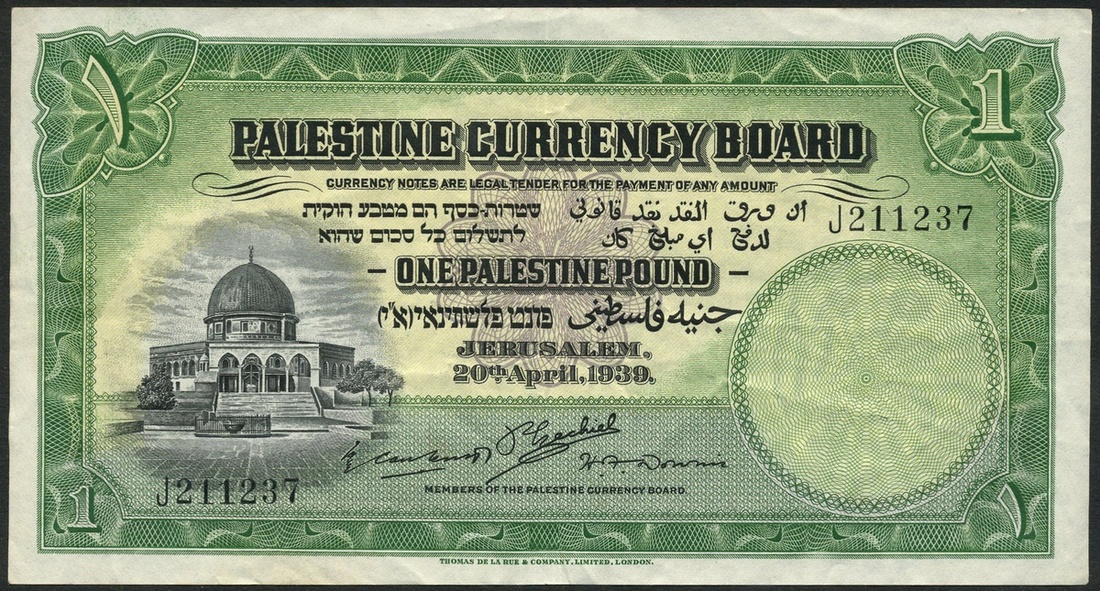 ١
1
PALESTINE CURRENCY BOARD
CURRENCY NOTES ARE LEGAL TENDER FOR THE PAYMENT OF ANY AMOUNT
שטרות-כסף הם מטבע חוקית
לתשלום כל סכום שהוא
ان ورق النقد نقد قانوني
لدفع اي مبلغ كان
J211237
- ONE PALESTINE POUND -
פונט פלשתינאי (א"י)
جنيه فلسطيني
JERUSALEM,
20th April, 1939.
J211237
MEMBERS OF THE PALESTINE CURRENCY BOARD.
1
١
THOMAS DE LA RUE & COMPANY, LIMITED, LONDON.